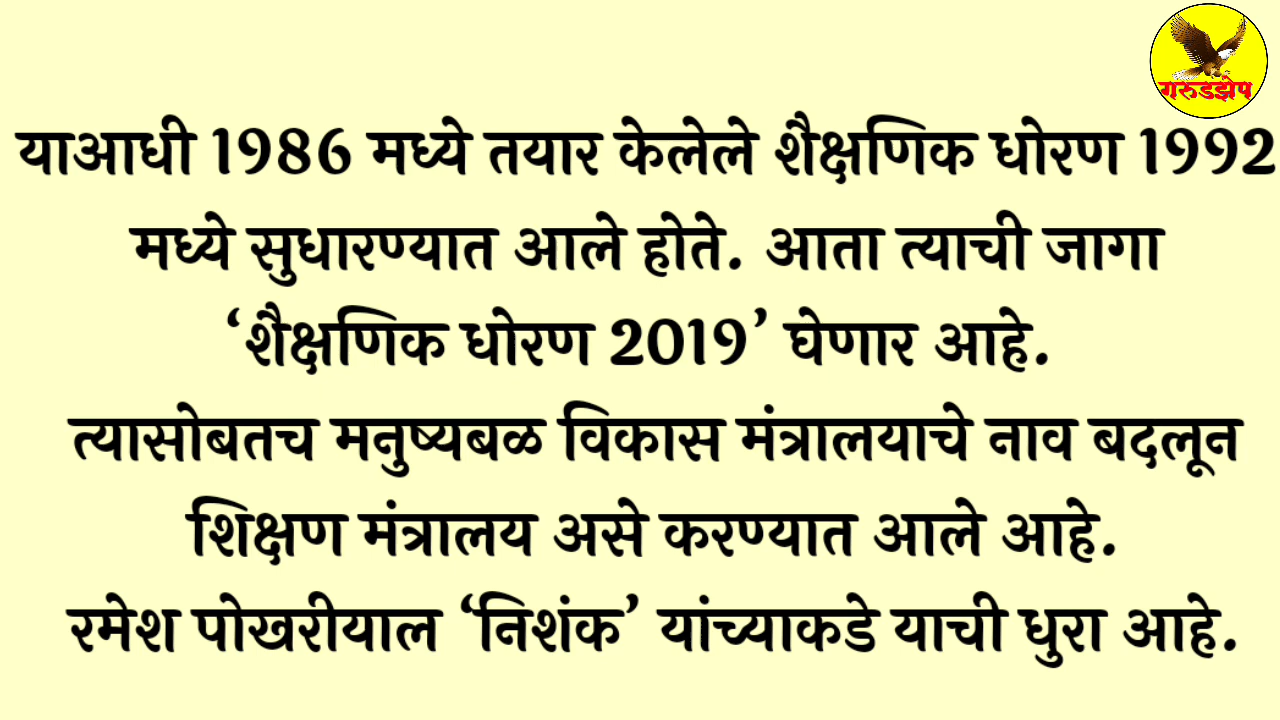 गरुडझेप
याआधी 1986 मध्ये तयार केलेले शैक्षणिक धोरण 1992
मध्ये सुधारण्यात आले होते. आता त्याची जागा
‘शैक्षणिक धोरण 2019’ घेणार आहे.
त्यासोबतच मनुष्यबळ विकास मंत्रालयाचे नाव बदलून
शिक्षण मंत्रालय असे करण्यात आले आहे.
रमेश पोखरीयाल ‘निशंक’ यांच्याकडे याची धुरा आहे.